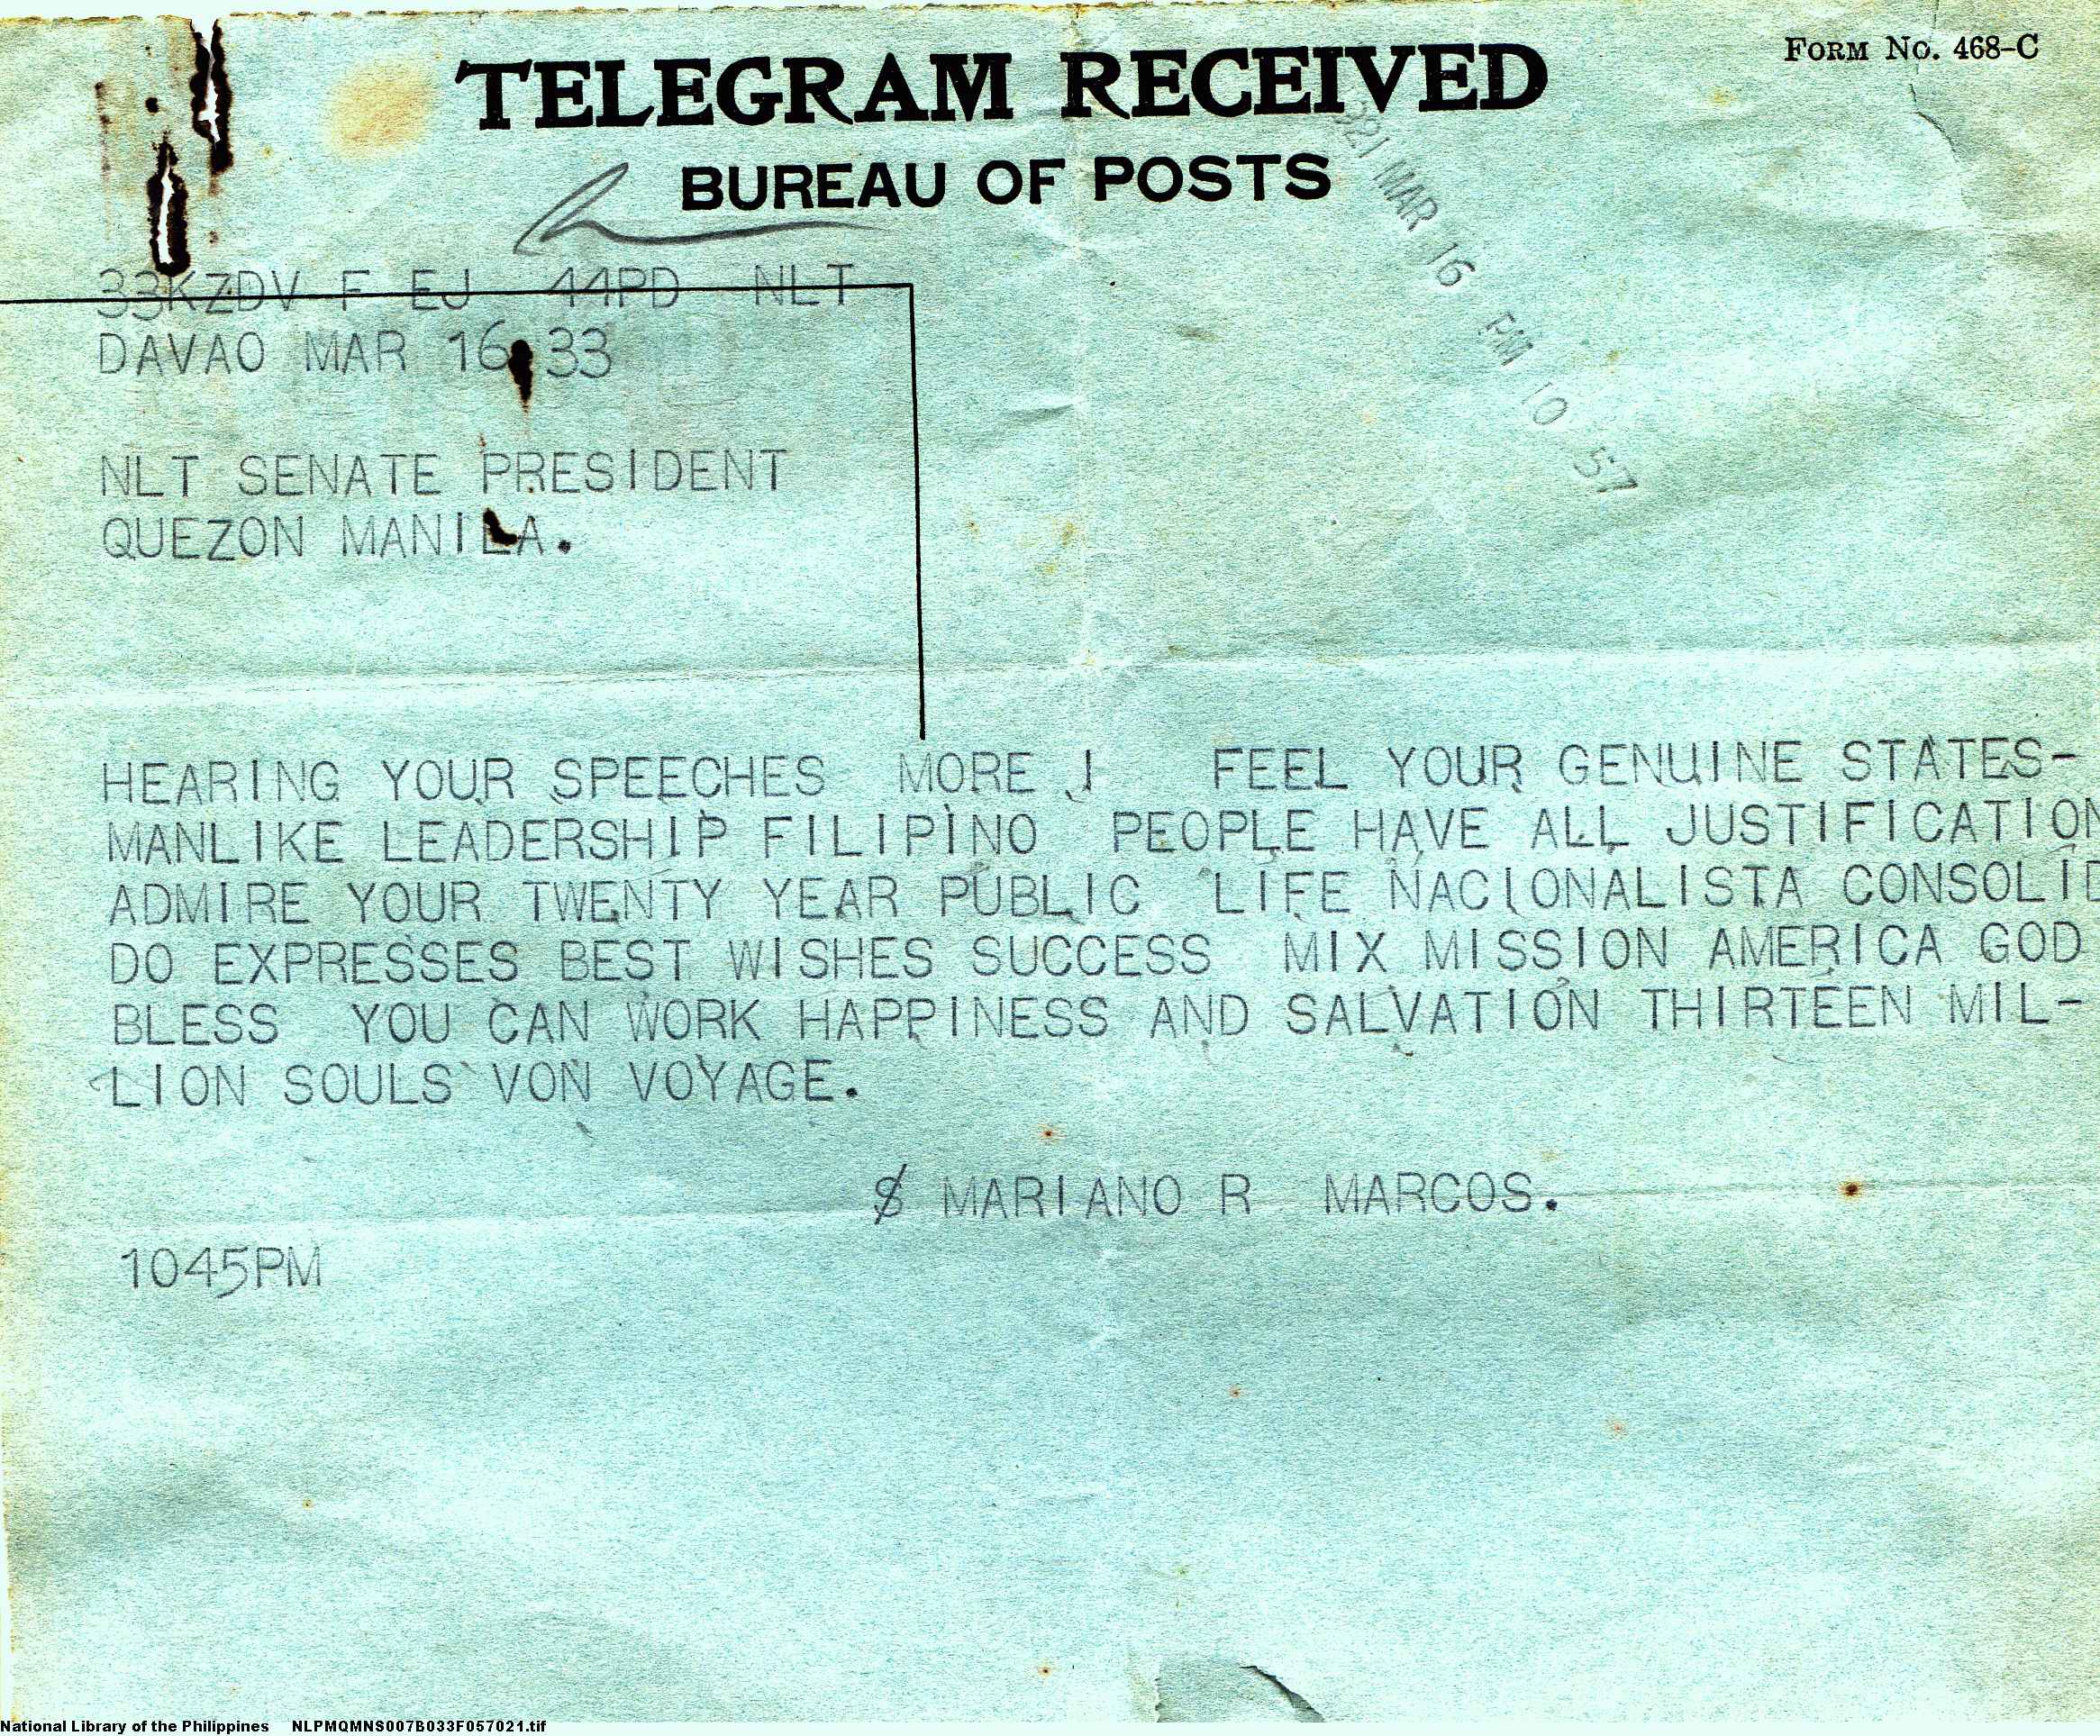 FORM NO. 468-C
TELEGRAM RECEIVED
BUREAU OF POSTS
921 MAR 16 PM 10 57
33KZDV F EJ 44PD NLT
DAVAO MAR 16 33
NLT SENATE PRESIDENT
QUEZON MANILA.
HEARING YOUR SPEECHES MORE I FEEL YOUR GENUINE STATES-
MANLIKE LEADERSHIP FILIPINO PEOPLE HAVE ALL JUSTIFICATION
ADMIRE YOUR TWENTY YEAR PUBLIC LIFE NACIONALISTA CONSOLID
DO EXPRESSES BEST WISHES SUCCESS MIX MISSION AMERICA GOD
BLESS YOU CAN WORK HAPPINESS AND SALVATION THIRTEEN MIL-
LION SOULS VON VOYAGE.
$ MARIANO R MARCOS.
1045PM
National Library of the Philippines NLPMQMNS007B033F057021.tif